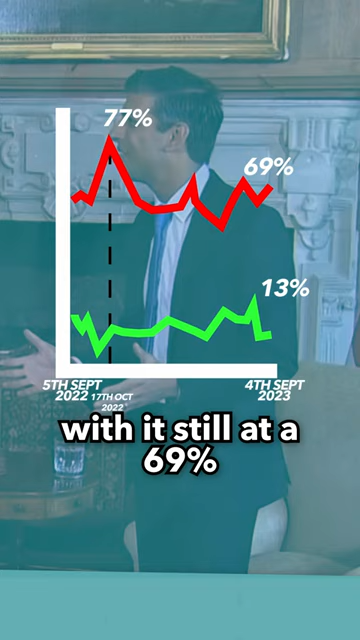 77%
69%
13%
5TH SEPT
2022
17TH OCT
2022
4TH SEPT
2023
with it still at a
69%